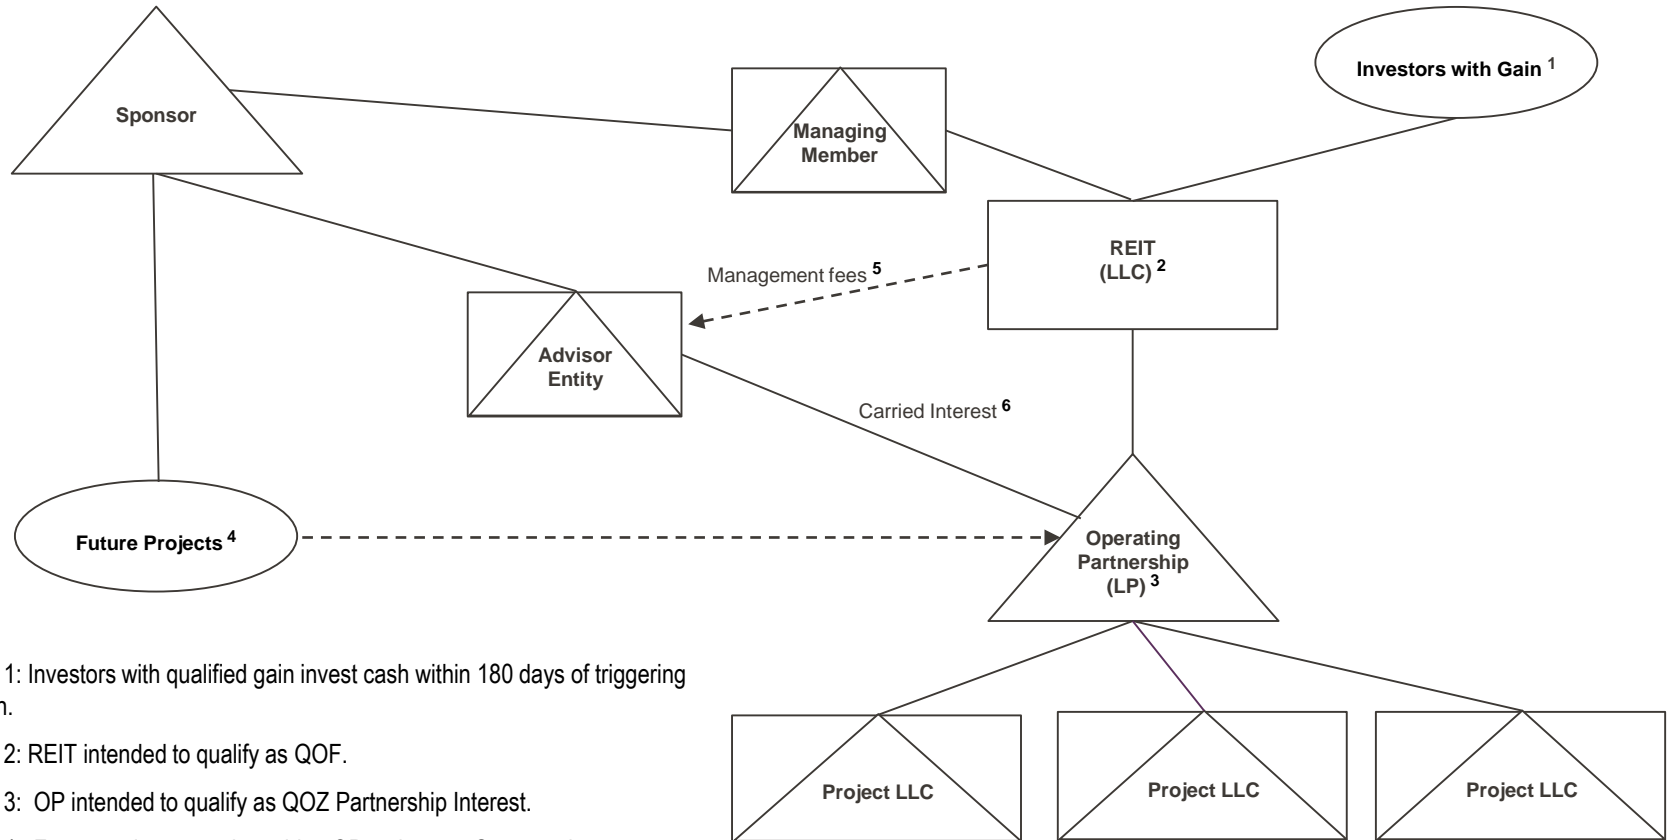 Investors with Gain 1
Sponsor
Managing
Member
REIT
(LLC) 2
Management fees 5
Advisor
Entity
Carried Interest 6
Future Projects 4
Operating
Partnership
(LP) 3
1: Investors with qualified gain invest cash within 180 days of triggering
2: REIT intended to qualify as QOF.
3: OP intended to qualify as QOZ Partnership Interest.
Project LLC
Project LLC
Project LLC